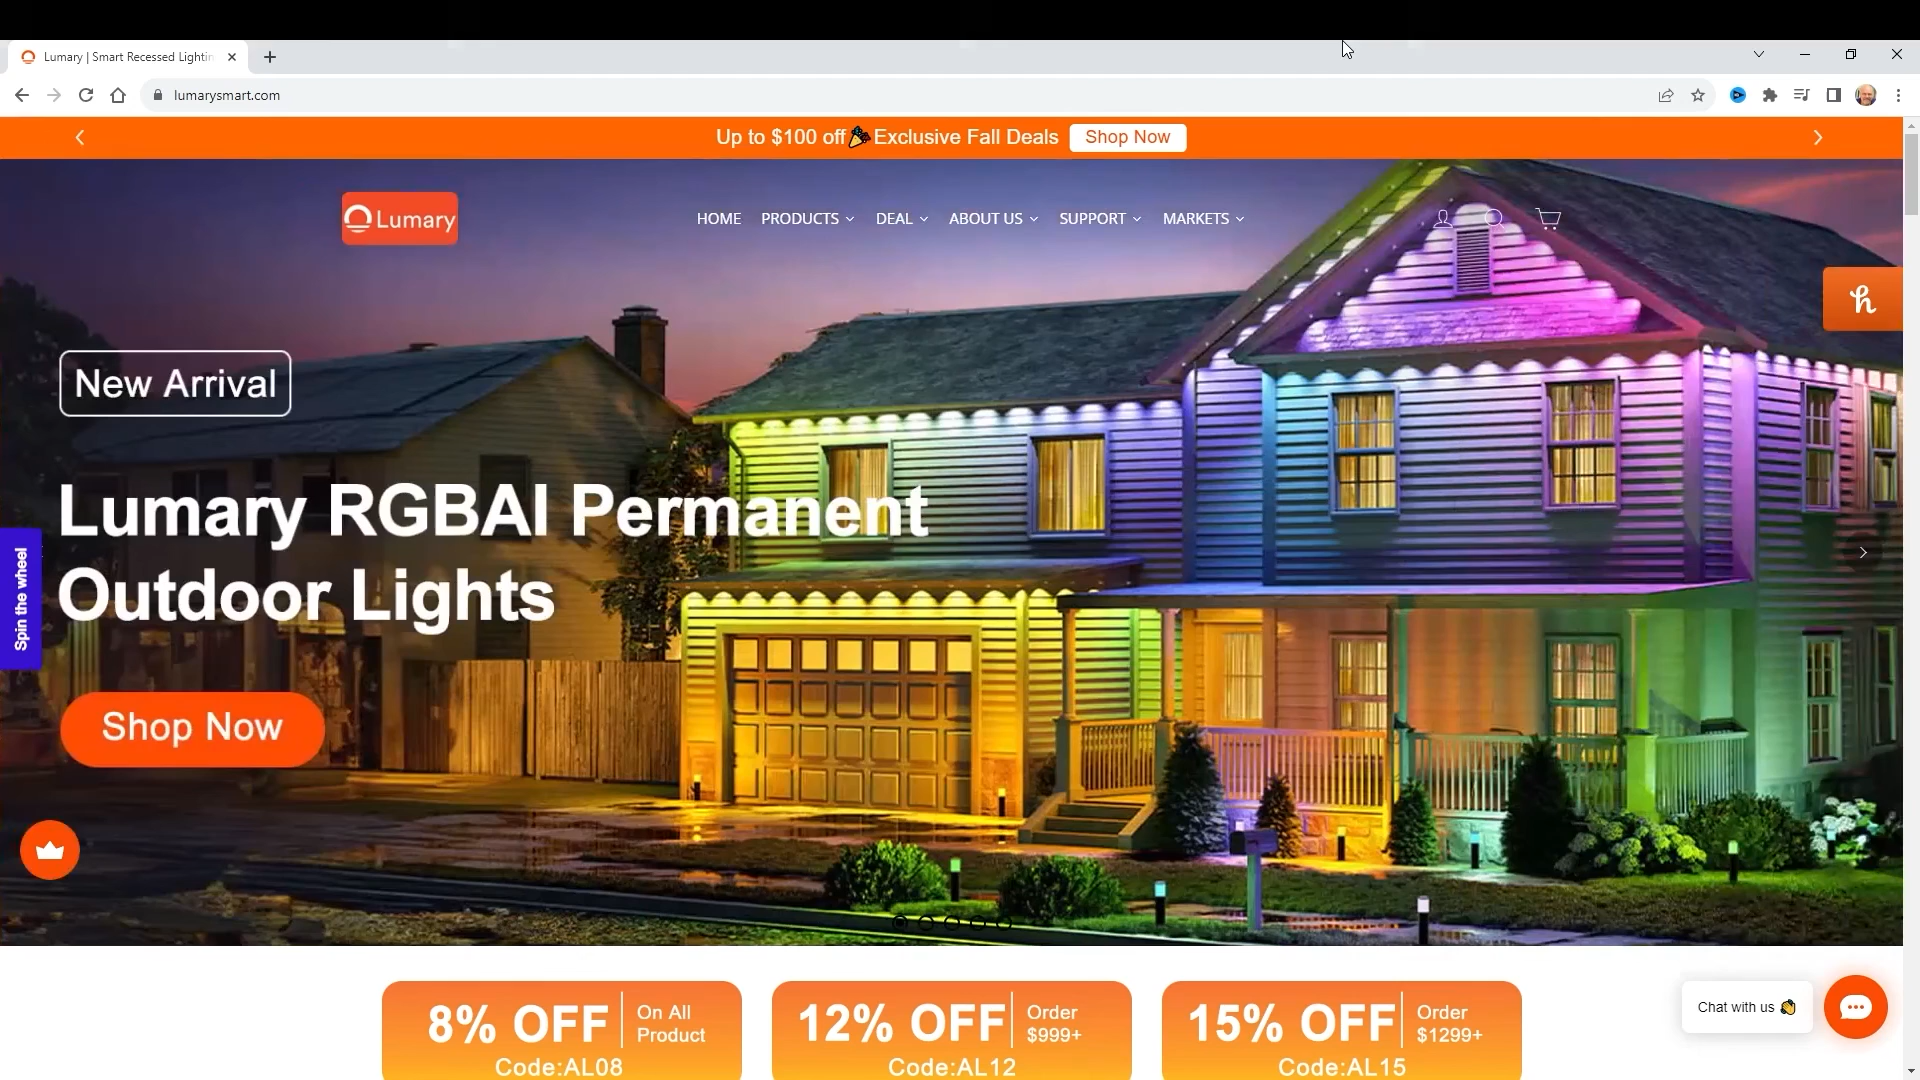 Lumary | Smart Recessed Lightin
lumarysmart.com
Up to $100 off Exclusive Fall Deals Shop Now
Lumary
HOME PRODUCTS DEAL ABOUT US SUPPORT MARKETS
h
New Arrival
Lumary RGBAI Permanent
Outdoor Lights
Spin the wheel
Shop Now
8% OFF On All Product
Code:AL08
12% OFF Order $999+
Code:AL12
15% OFF Order $1299+
Code:AL15
Chat with us